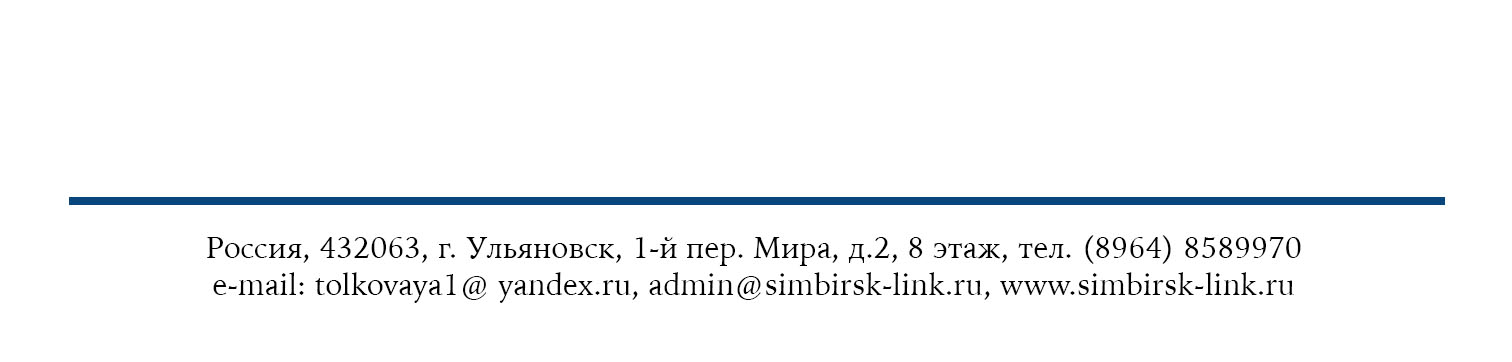 Россия, 432063, г. Ульяновск, 1-й пер. Мира, д.2, 8 этаж, тел. (8964) 8589970
e-mail: tolkovaya1@ yandex.ru, admin@simbirsk-link.ru, www.simbirsk-link.ru